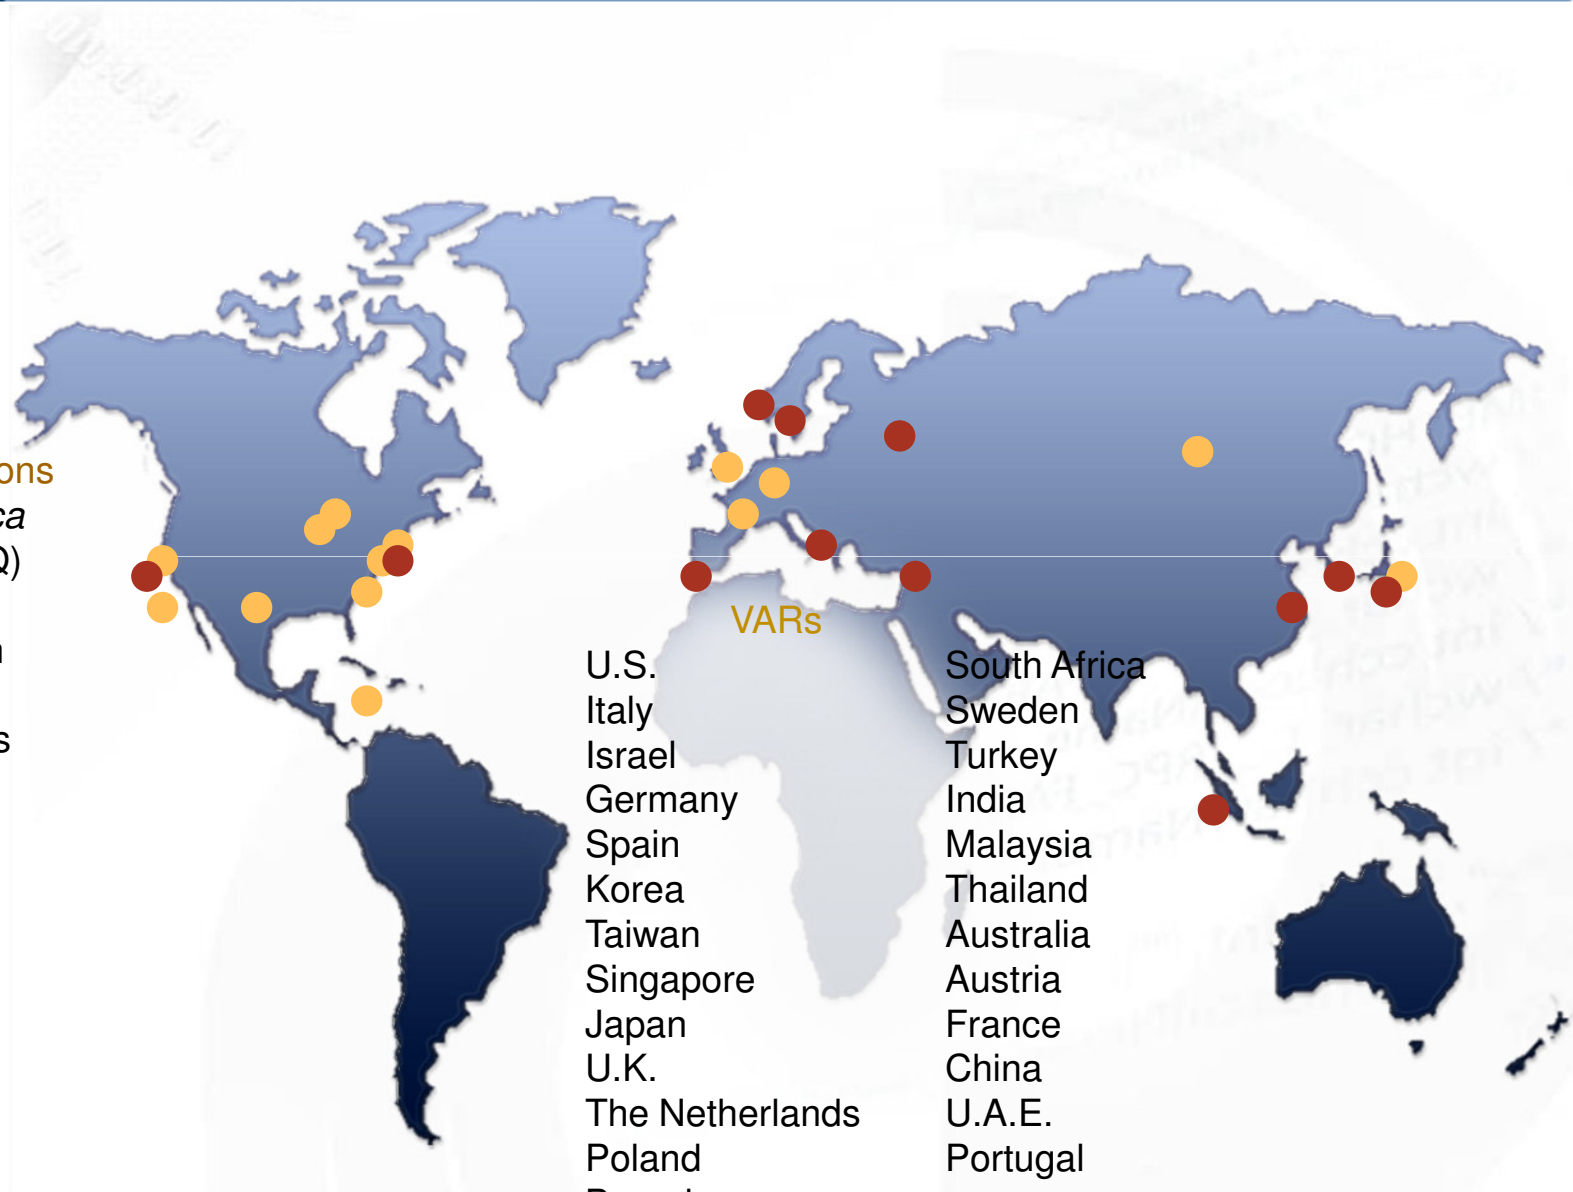 ons
ca
Q)
n
s
VARs
U.S.
Italy
Israel
Germany
Spain
Korea
Taiwan
Singapore
Japan
U.K.
The Netherlands
Poland
South Africa
Sweden
Turkey
India
Malaysia
Thailand
Australia
Austria
France
China
U.A.E.
Portugal